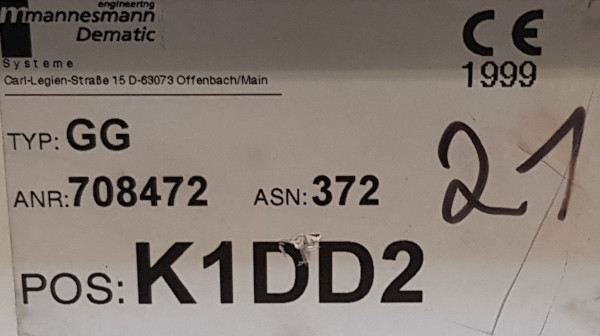 engineering
mannesmann
Dematic
Systeme
Carl-Legien-Straße 15 D-63073 Offenbach/Main
CE
1999
TYP: GG
ANR: 708472 ASN: 372
21
POS: K1DD2